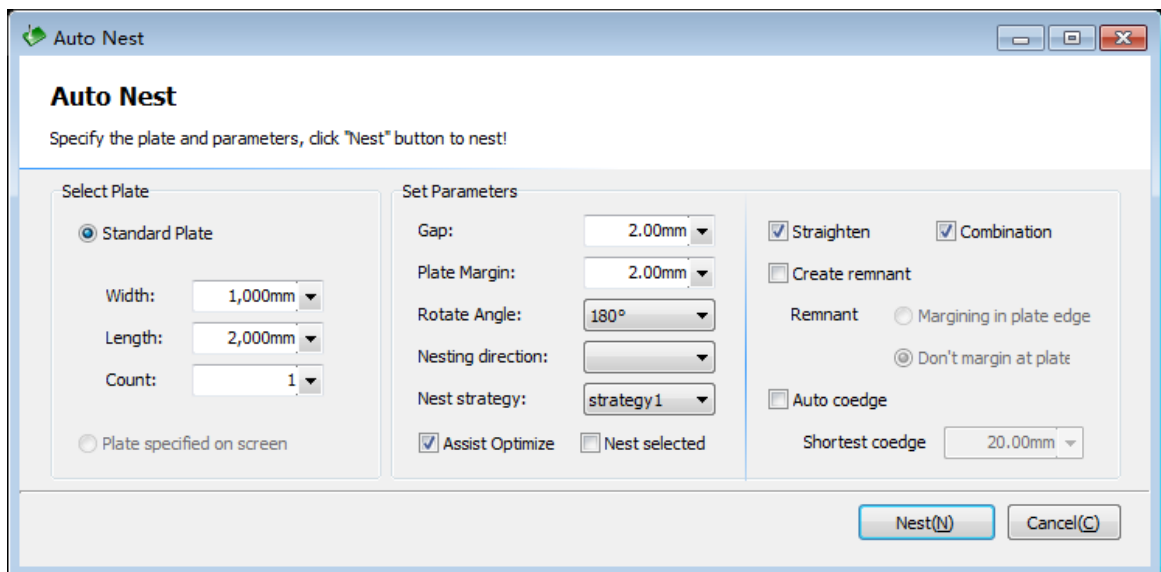 Auto Nest
Auto Nest
Specify the plate and parameters, click "Nest" button to nest!
Select Plate
Standard Plate
Width: 1,000mm
Length: 2,000mm
Count: 1
Plate specified on screen
Set Parameters
Gap: 2.00mm
Plate Margin: 2.00mm
Rotate Angle: 180°
Nesting direction:
Nest strategy: strategy1
Assist Optimize Nest selected
Straighten Combination
Create remnant
Remnant Margining in plate edge
Don't margin at plate
Auto coedge
Shortest coedge 20.00mm
Nest(N) Cancel(C)